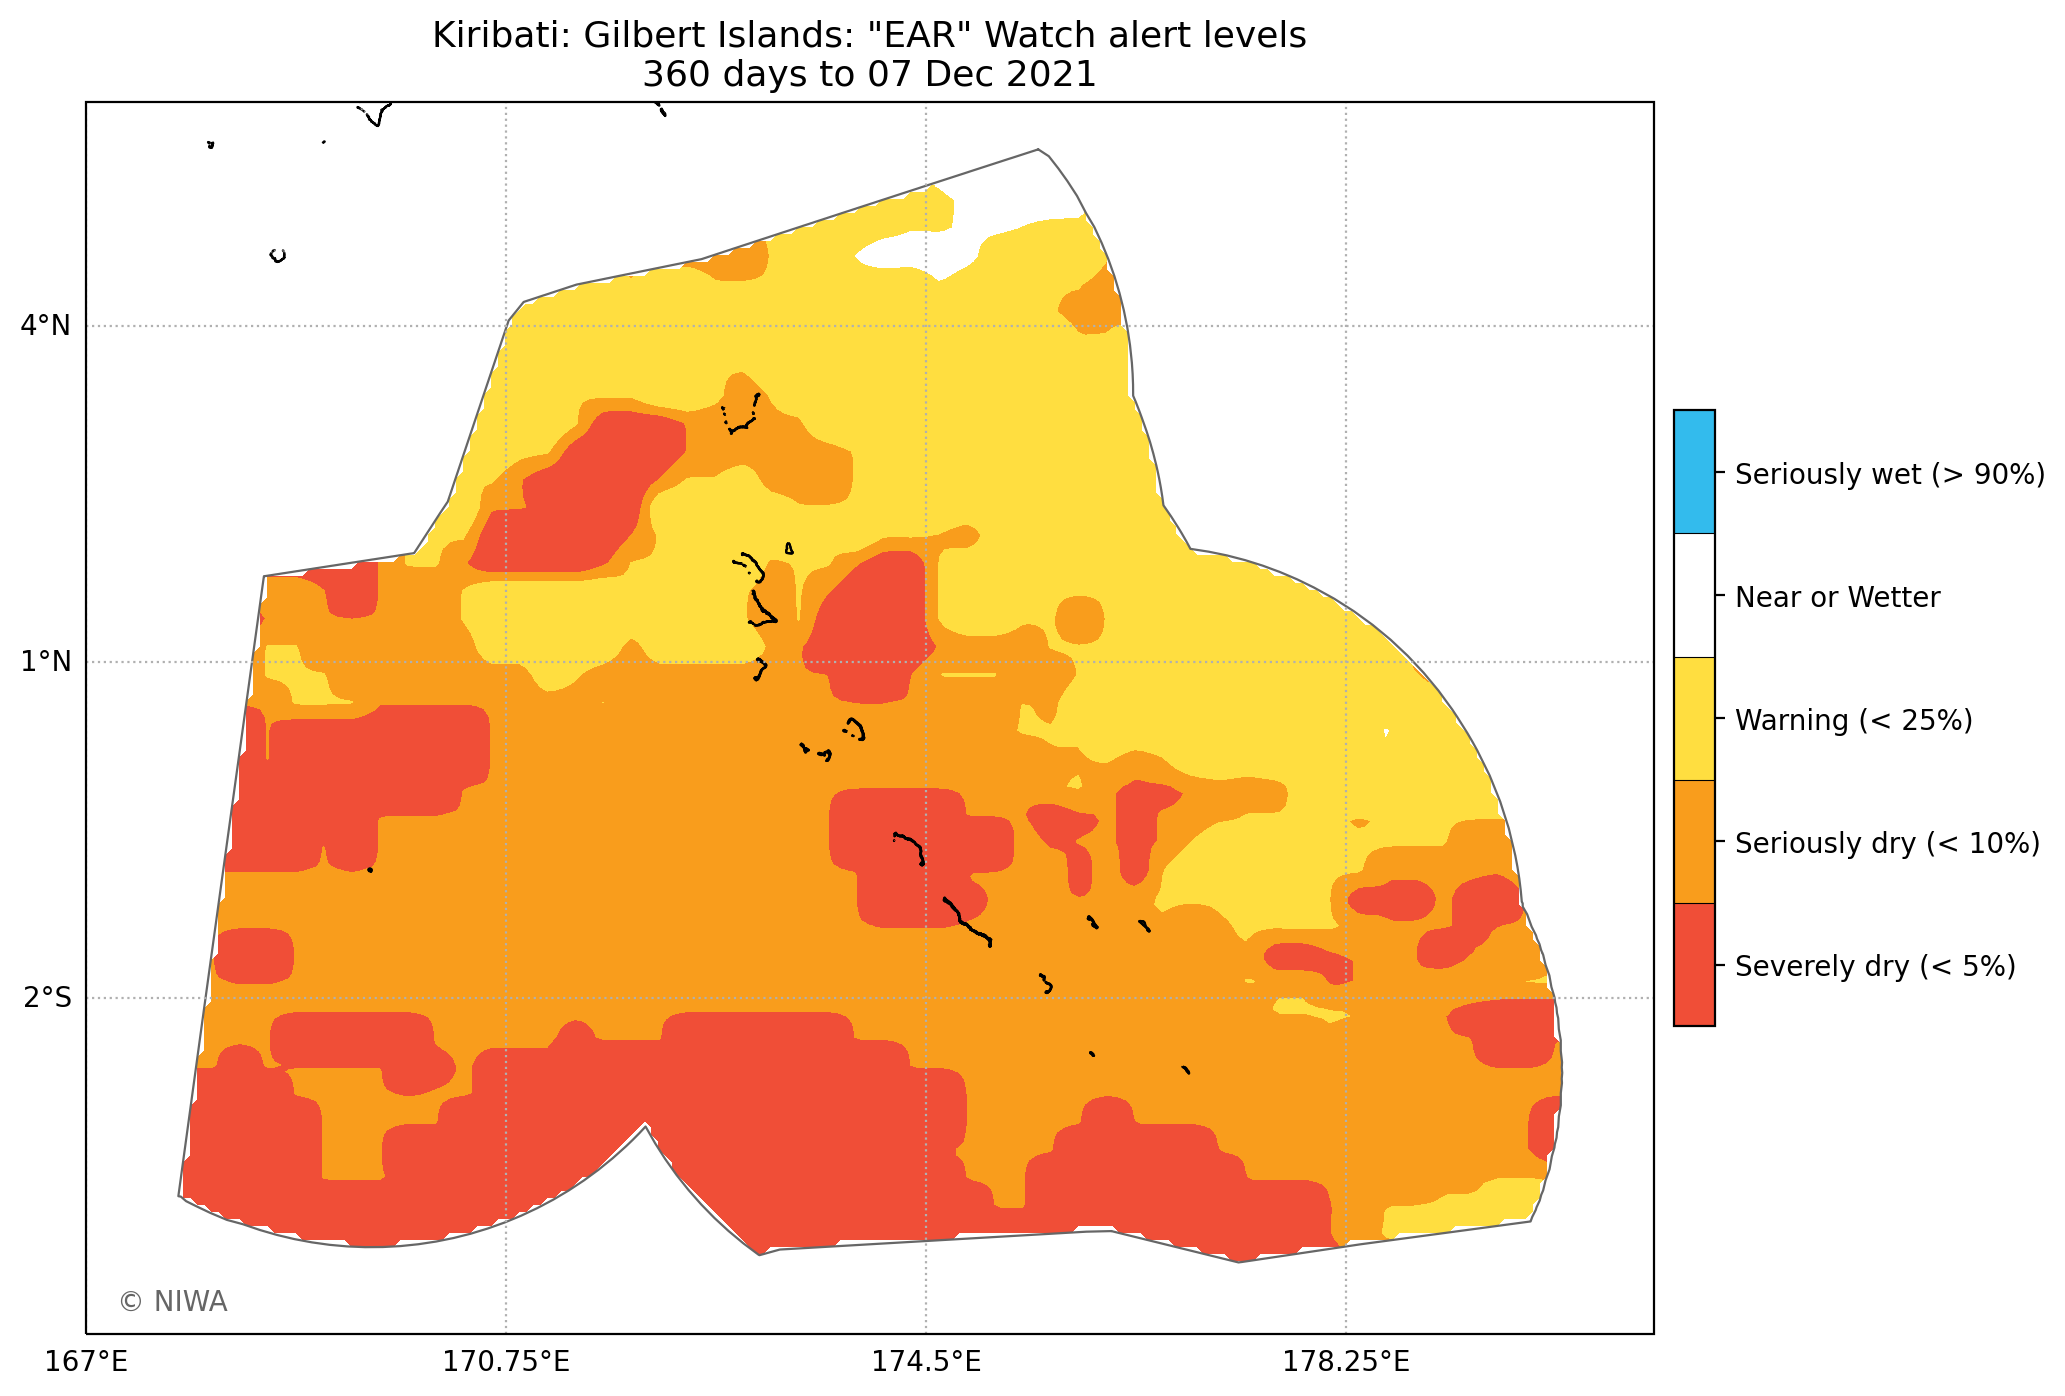 Kiribati: Gilbert Islands: "EAR" Watch alert levels
360 days to 07 Dec 2021
4°N
1°N
2°S
167°E
170.75°E
174.5°E
178.25°E
Seriously wet (> 90%)
Near or Wetter
Warning (< 25%)
Seriously dry (< 10%)
Severely dry (< 5%)
© NIWA